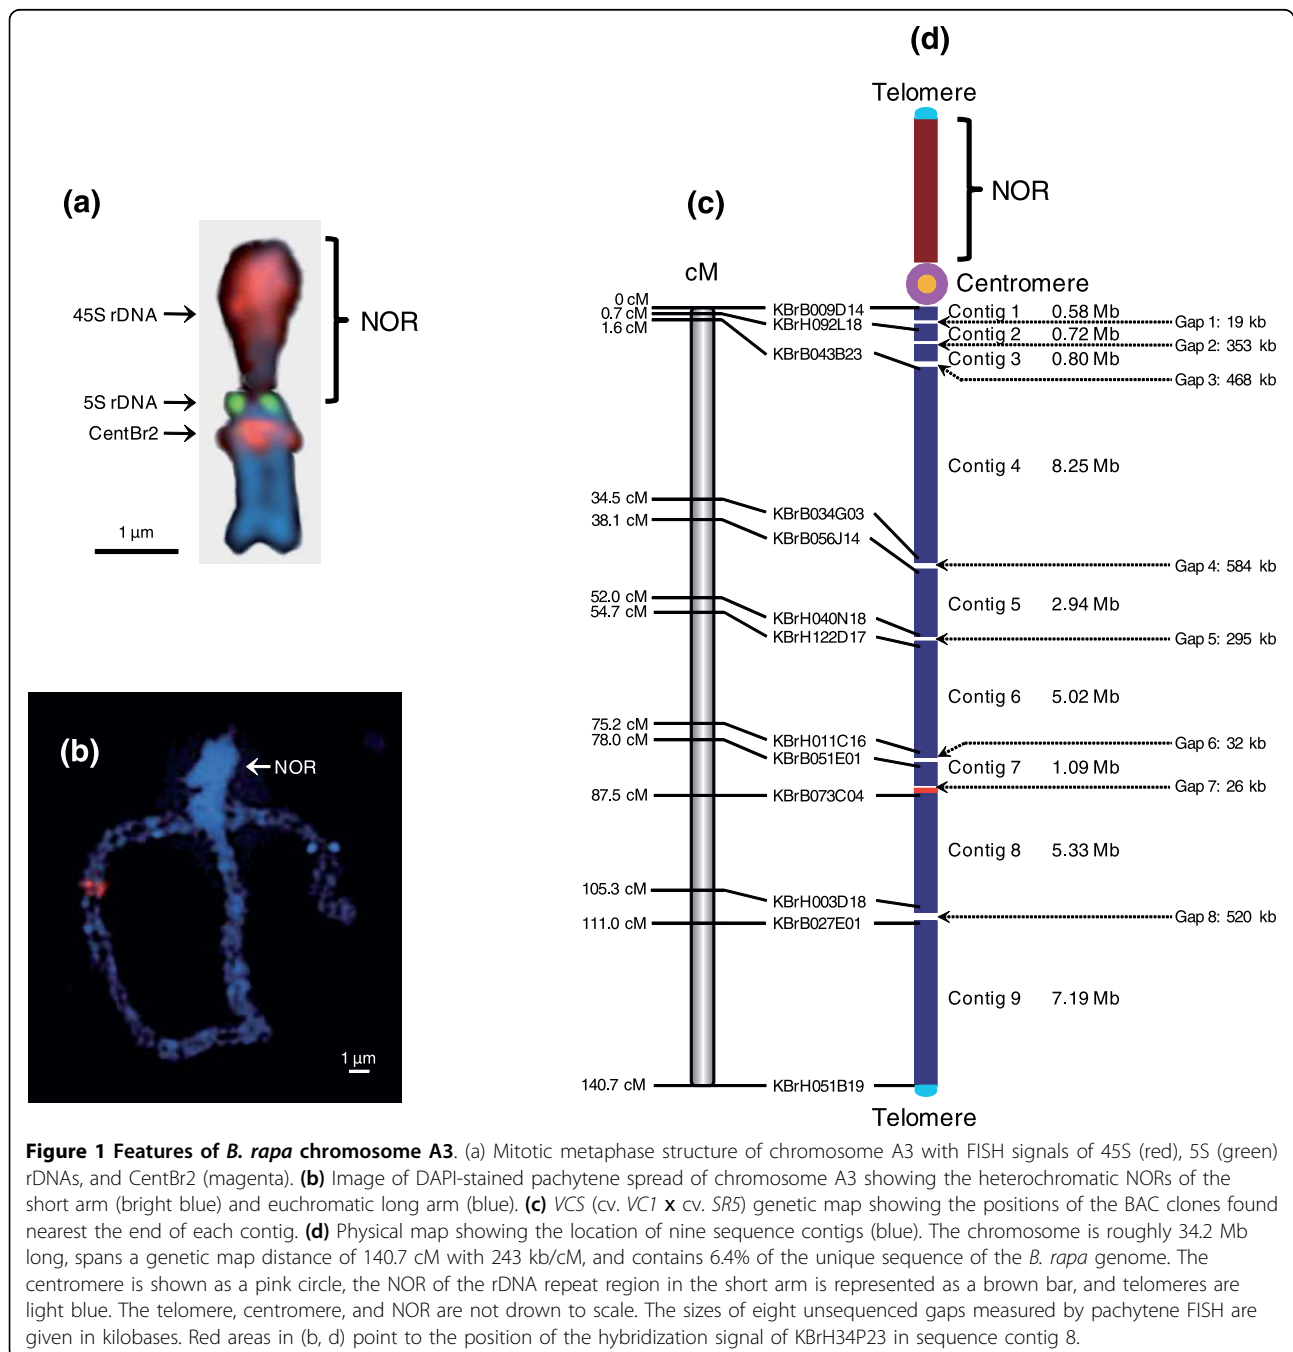 (d)
Telomere
NOR
(a)
45S rDNA
5S rDNA
CentBr2
NOR
1 µm
(b)
NOR
1 µm
(c)
cM
0 cM
0.7 cM
1.6 cM
34.5 cM
38.1 cM
52.0 cM
54.7 cM
75.2 cM
78.0 cM
87.5 cM
105.3 cM
111.0 cM
140.7 cM
KBrB009D14
KBrH092L18
KBrB043B23
KBrB034G03
KBrB056J14
KBrH040N18
KBrH122D17
KBrH011C16
KBrB051E01
KBrB073C04
KBrH003D18
KBrB027E01
KBrH051B19
Centromere
Contig 1 0.58 Mb
Contig 2 0.72 Mb
Contig 3 0.80 Mb
Contig 4 8.25 Mb
Contig 5 2.94 Mb
Contig 6 5.02 Mb
Contig 7 1.09 Mb
Contig 8 5.33 Mb
Contig 9 7.19 Mb
Gap 1: 19 kb
Gap 2: 353 kb
Gap 3: 468 kb
Gap 4: 584 kb
Gap 5: 295 kb
Gap 6: 32 kb
Gap 7: 26 kb
Gap 8: 520 kb
Telomere
Figure 1 Features of B. rapa chromosome A3. (a) Mitotic metaphase structure of chromosome A3 with FISH signals of 45S (red), 5S (green)
rDNAs, and CentBr2 (magenta). (b) Image of DAPI-stained pachytene spread of chromosome A3 showing the heterochromatic NORs of the
short arm (bright blue) and euchromatic long arm (blue). (c) VCS (cv. VC1 x cv. SR5) genetic map showing the positions of the BAC clones found
nearest the end of each contig. (d) Physical map showing the location of nine sequence contigs (blue). The chromosome is roughly 34.2 Mb
long, spans a genetic map distance of 140.7 cM with 243 kb/cM, and contains 6.4% of the unique sequence of the B. rapa genome. The
centromere is shown as a pink circle, the NOR of the rDNA repeat region in the short arm is represented as a brown bar, and telomeres are
light blue. The telomere, centromere, and NOR are not drown to scale. The sizes of eight unsequenced gaps measured by pachytene FISH are
given in kilobases. Red areas in (b, d) point to the position of the hybridization signal of KBrH34P23 in sequence contig 8.